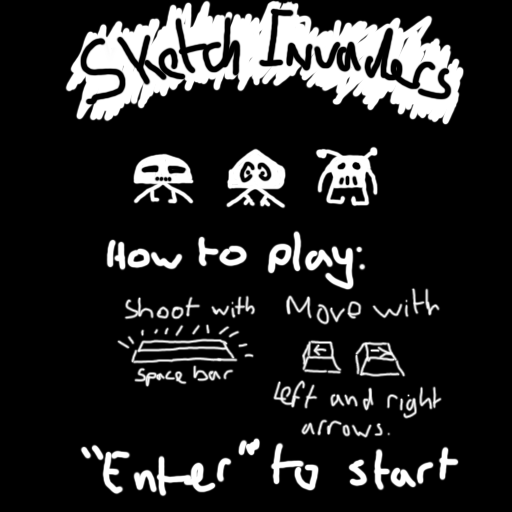 Sketch Invaders
How to play:
Shoot with
Space bar
Move with
Left and right
arrows.
"Enter" to start